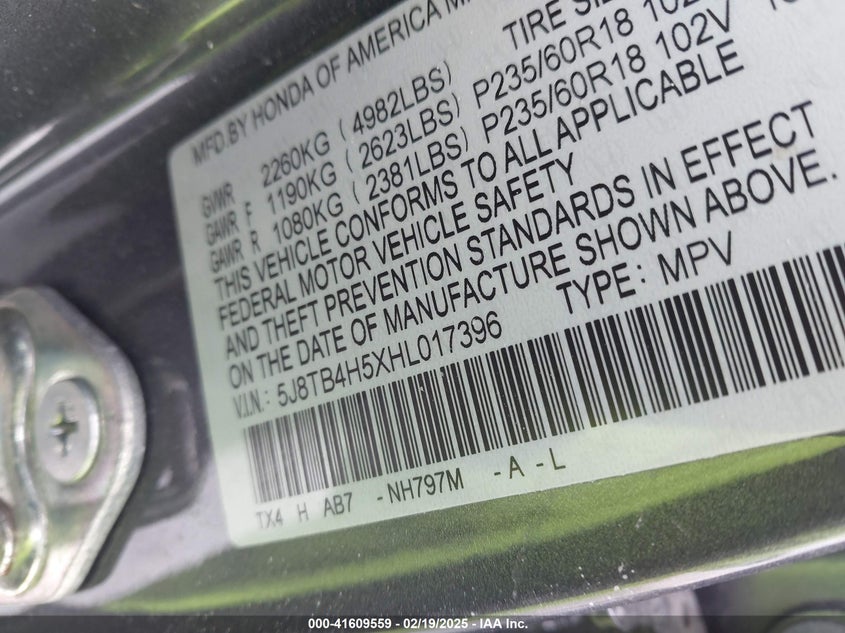 MFD. BY HONDA OF AMERICA
TIRE
GVWR 2260KG ( 4982LBS)
GAWR F 1190KG ( 2623LBS) P235/60R18
GAWR R 1080KG ( 2381LBS) P235/60R18 102V
THIS VEHICLE CONFORMS TO ALL APPLICABLE
FEDERAL MOTOR VEHICLE SAFETY
AND THEFT PREVENTION STANDARDS IN EFFECT
ON THE DATE OF MANUFACTURE SHOWN ABOVE.
V.I.N.: 5J8TB4H5XHL017396 TYPE: MPV
TX4 H AB7 -NH797M -A-L
000-41609559 - 02/19/2025 - IAA Inc.